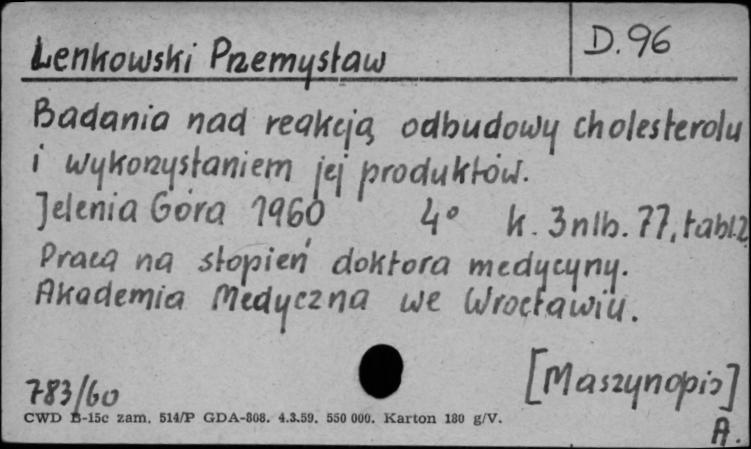 Lenkowski Przemysław D. 96
Badania nad reakcją odbudowy cholesterolu
i wykorzystaniem jej produktów.
Jelenia Góra 1960 4° k. 3nlb. 77, tabl. 2
Praca na stopień doktora medycyny.
Akademia Medyczna we Wrocławiu.
[Maszynopis]
783/60
CWD B-15c zam. 514/P GDA-808. 4.3.59. 550 000. Karton 180 g/V.
A.